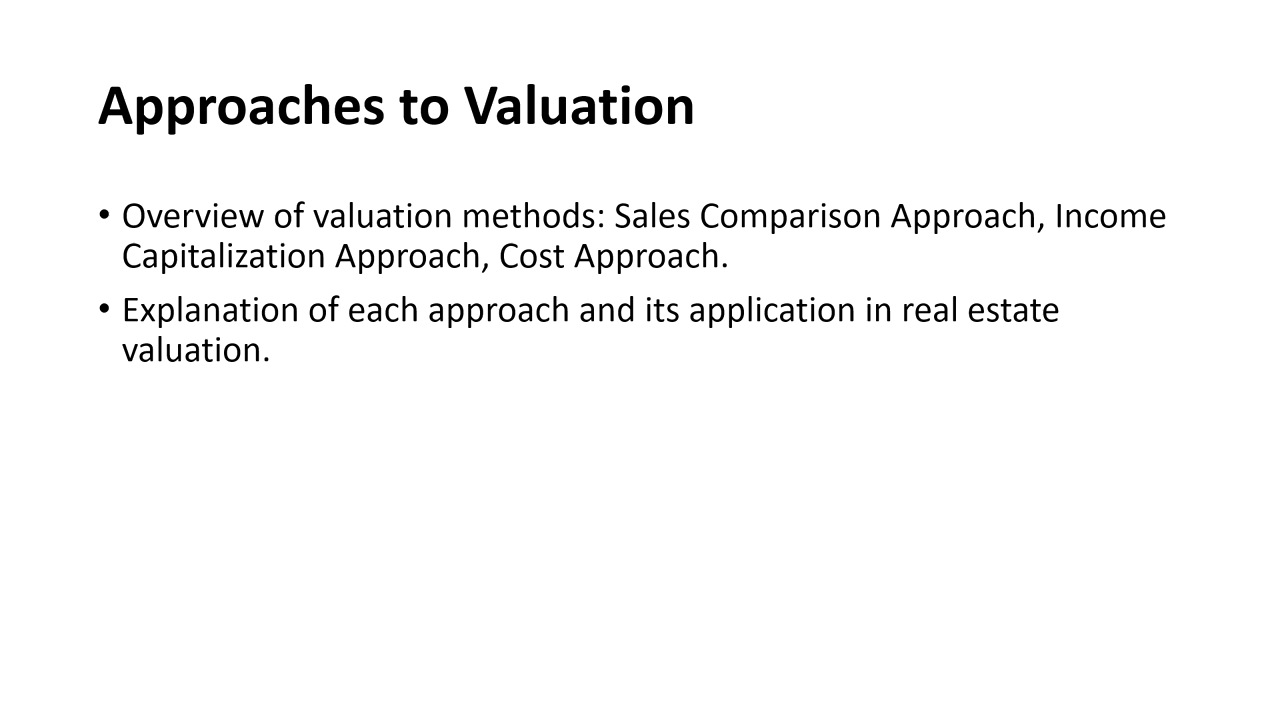 Approaches to Valuation
• Overview of valuation methods: Sales Comparison Approach, Income
Capitalization Approach, Cost Approach.
• Explanation of each approach and its application in real estate
valuation.